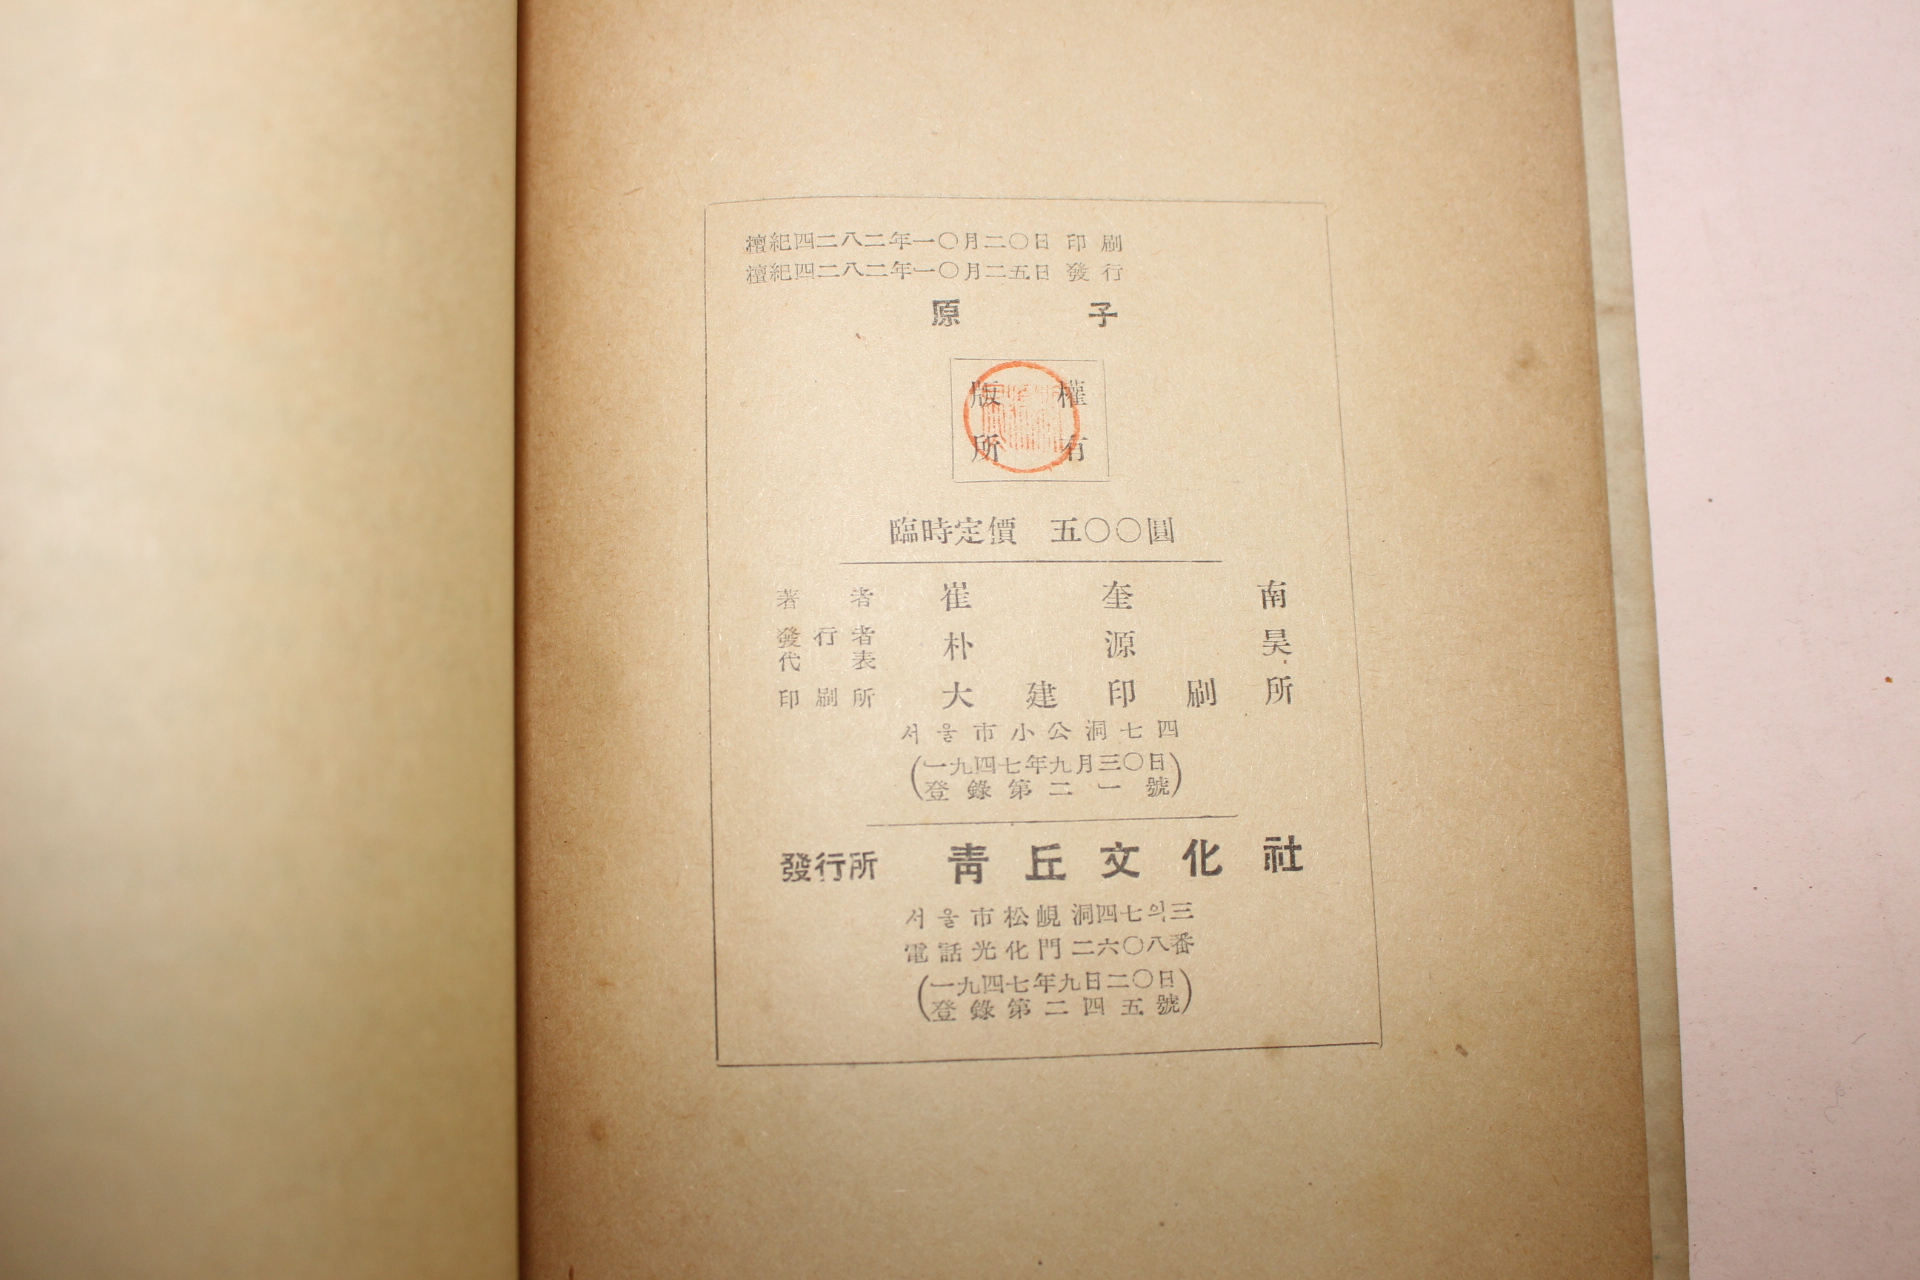 檀紀四二八二年一〇月二〇日 印刷
檀紀四二八二年一〇月二五日 發行
原子
版權
所有
臨時定價 五〇〇圓
著者 崔奎南
發行者
代表 朴源昊
印刷所 大建印刷所
서울市小公洞七四
(一九四七年九月三〇日
登錄第二一號)
發行所 靑丘文化社
서울市松峴洞四七의三
電話光化門二六〇八番
(一九四七年九日二〇日
登錄第二四五號)